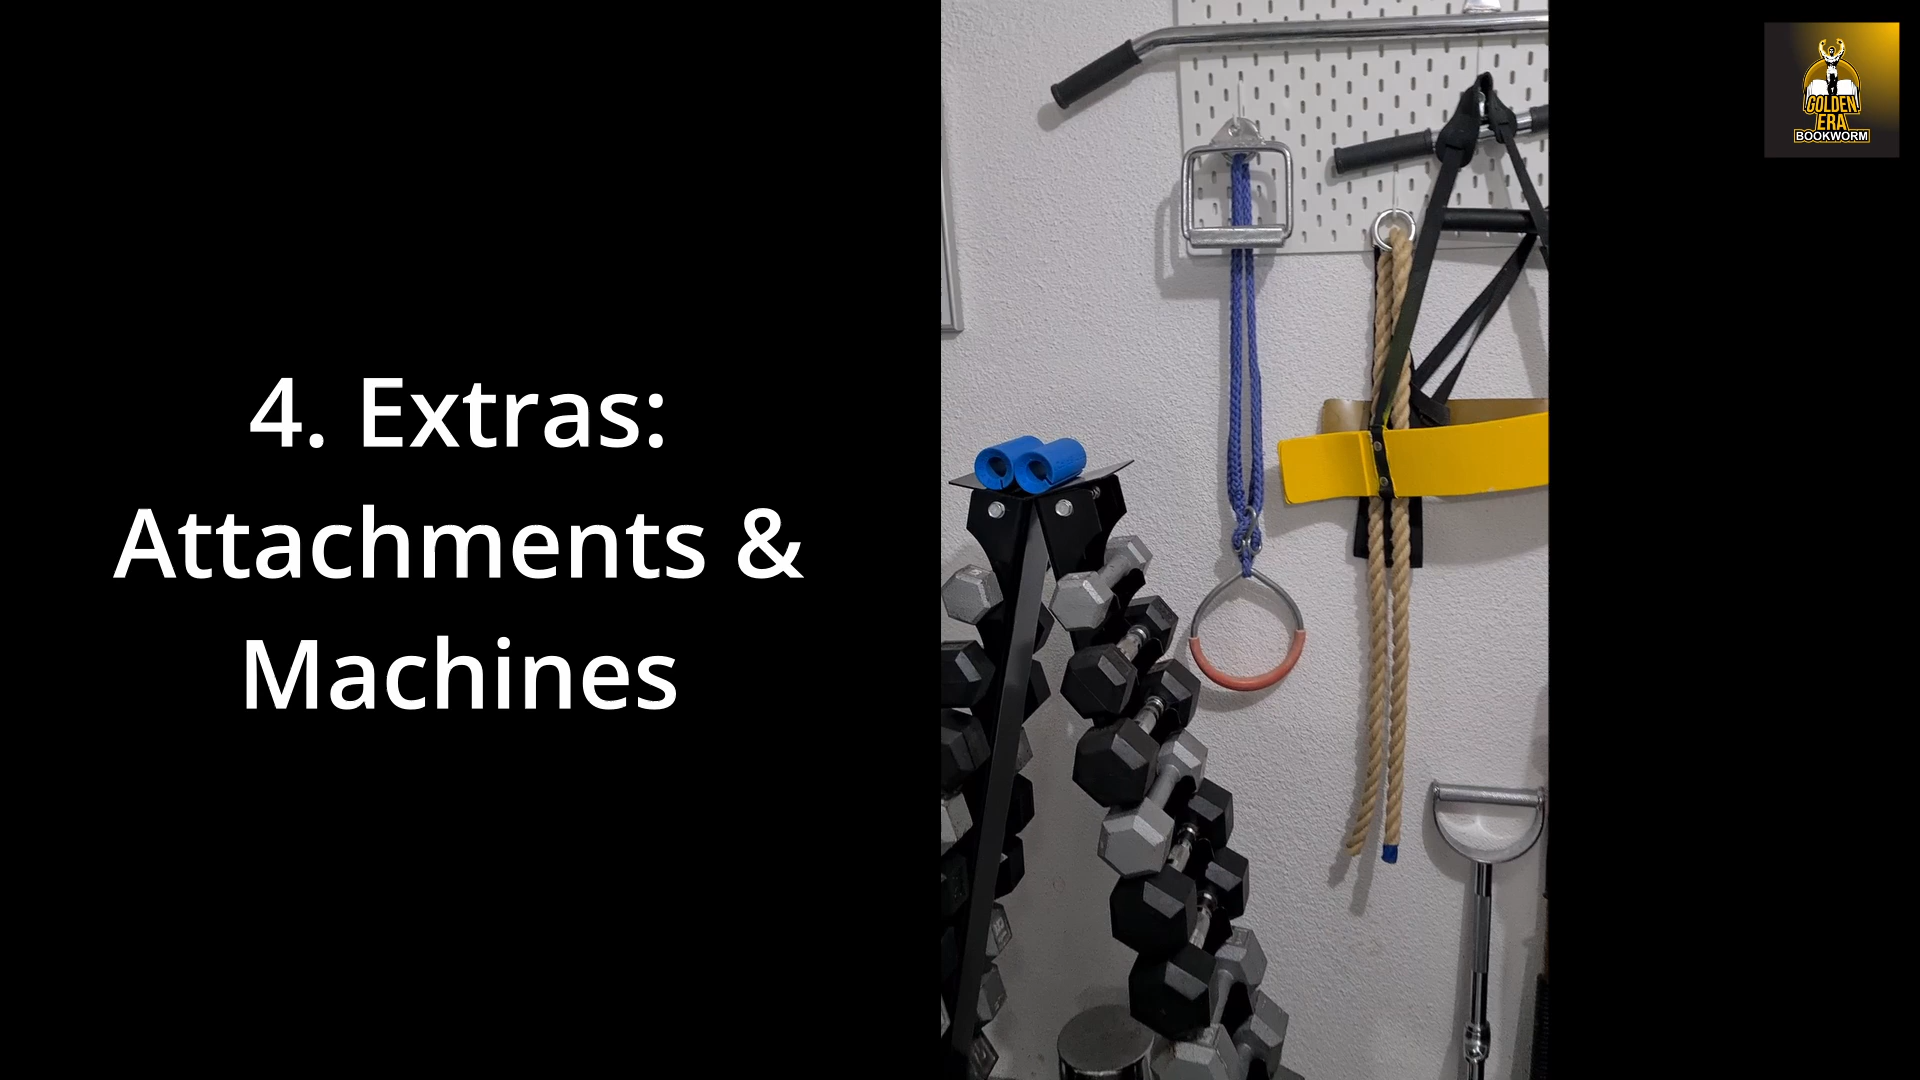 4. Extras:
Attachments &
Machines
GOLDEN
ERA
BOOKWORM